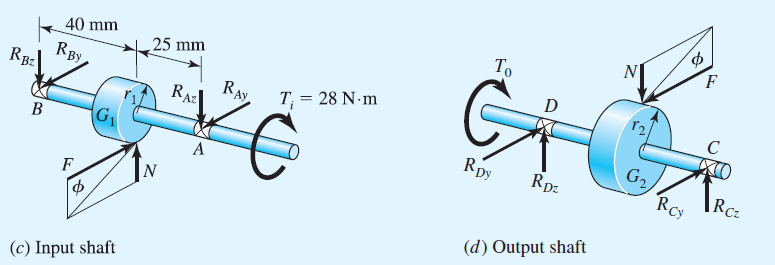 40 mm
25 mm
R_Bz R_By
R_Az R_Ay
T_i = 28 N·m
B
G_1
r_1
A
F
ϕ
N
(c) Input shaft
T_0
N
ϕ
F
D
r_2
C
R_Dy
R_Dz
G_2
R_Cy
R_Cz
(d) Output shaft